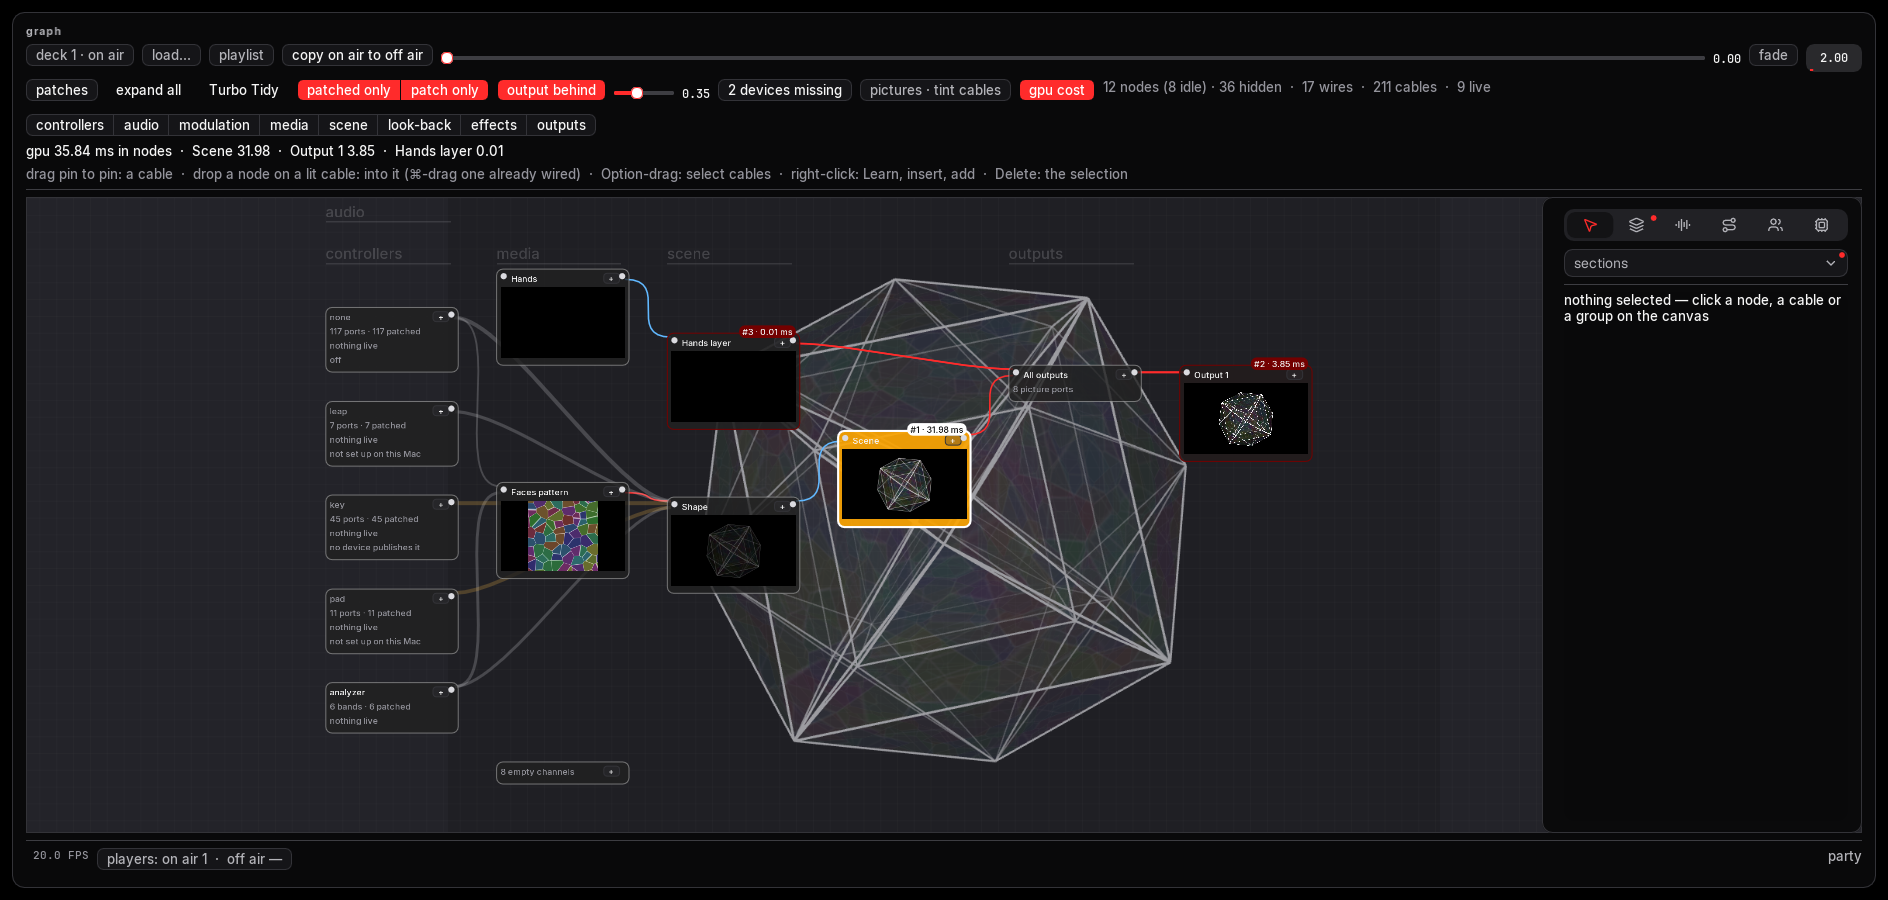 graph
deck 1 · on air
load...
playlist
copy on air to off air
0.00
fade
2.00
patches
expand all
Turbo Tidy
patched only
patch only
output behind
0.35
2 devices missing
pictures · tint cables
gpu cost
12 nodes (8 idle) · 36 hidden · 17 wires · 211 cables · 9 live
controllers
audio
modulation
media
scene
look-back
effects
outputs
gpu 35.84 ms in nodes · Scene 31.98 · Output 1 3.85 · Hands layer 0.01
drag pin to pin: a cable · drop a node on a lit cable: into it (⌘-drag one already wired) · Option-drag: select cables · right-click: Learn, insert, add · Delete: the selection
audio
controllers
media
scene
outputs
none
117 ports · 117 patched
nothing live
off
leap
7 ports · 7 patched
nothing live
not set up on this Mac
key
45 ports · 45 patched
nothing live
no device publishes it
pad
11 ports · 11 patched
nothing live
not set up on this Mac
analyzer
6 bands · 6 patched
nothing live
Hands
Faces pattern
8 empty channels
#3 · 0.01 ms
Hands layer
Shape
#1 · 31.98 ms
Scene
All outputs
8 picture ports
#2 · 3.85 ms
Output 1
sections
nothing selected — click a node, a cable or
a group on the canvas
20.0 FPS
players: on air 1 · off air —
party